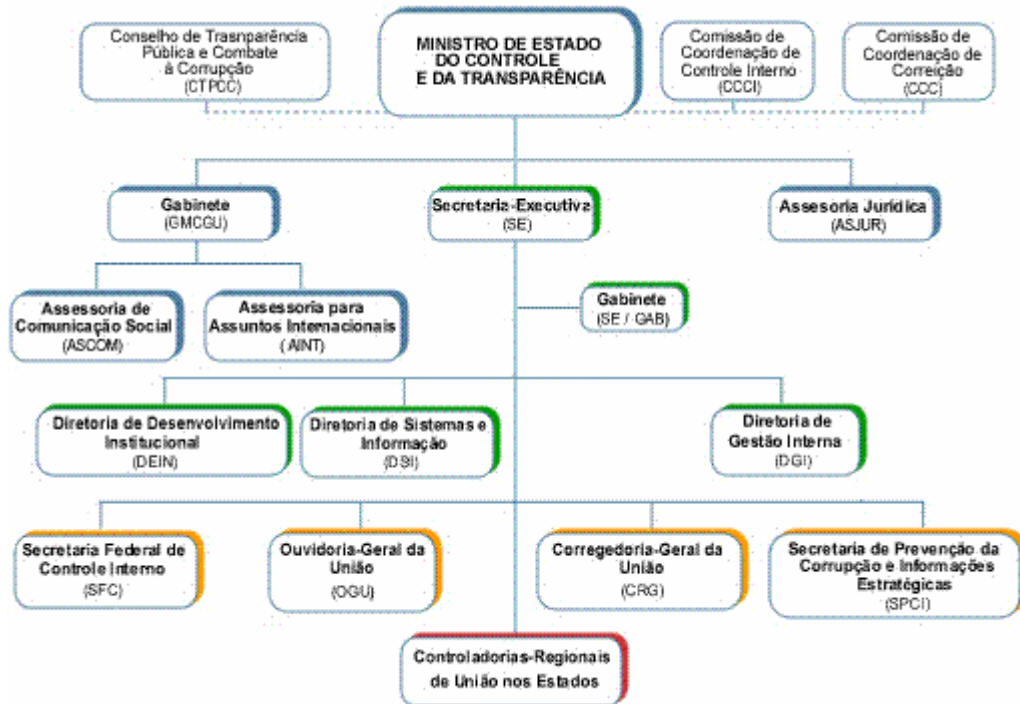 Conselho de Trasnparência
Pública e Combate
à Corrupção
(CTPCC)
MINISTRO DE ESTADO
DO CONTROLE
E DA TRANSPARÊNCIA
Comissão de
Coordenação de
Controle Interno
(CCCI)
Comissão de
Coordenação
de Correição
(CCC)
Gabinete
(GMCGU)
Secretaria-Executiva
(SE)
Assesoria Jurídica
(ASJUR)
Assessoria de
Comunicação Social
(ASCOM)
Assessoria para
Assuntos Internacionais
( AINT)
Gabinete
(SE / GAB)
Diretoria de Desenvolvimento
Institucional
(DEIN)
Diretoria de Sistemas e
Informação
(DSI)
Diretoria de
Gestão Interna
(DGI)
Secretaria Federal de
Controle Interno
(SFC)
Ouvidoria-Geral da
União
(OGU)
Corregedoria-Geral da
União
(CRG)
Secretaria de Prevenção da
Corrupção e Informações
Estratégicas
(SPCI)
Controladorias-Regionais
de União nos Estados